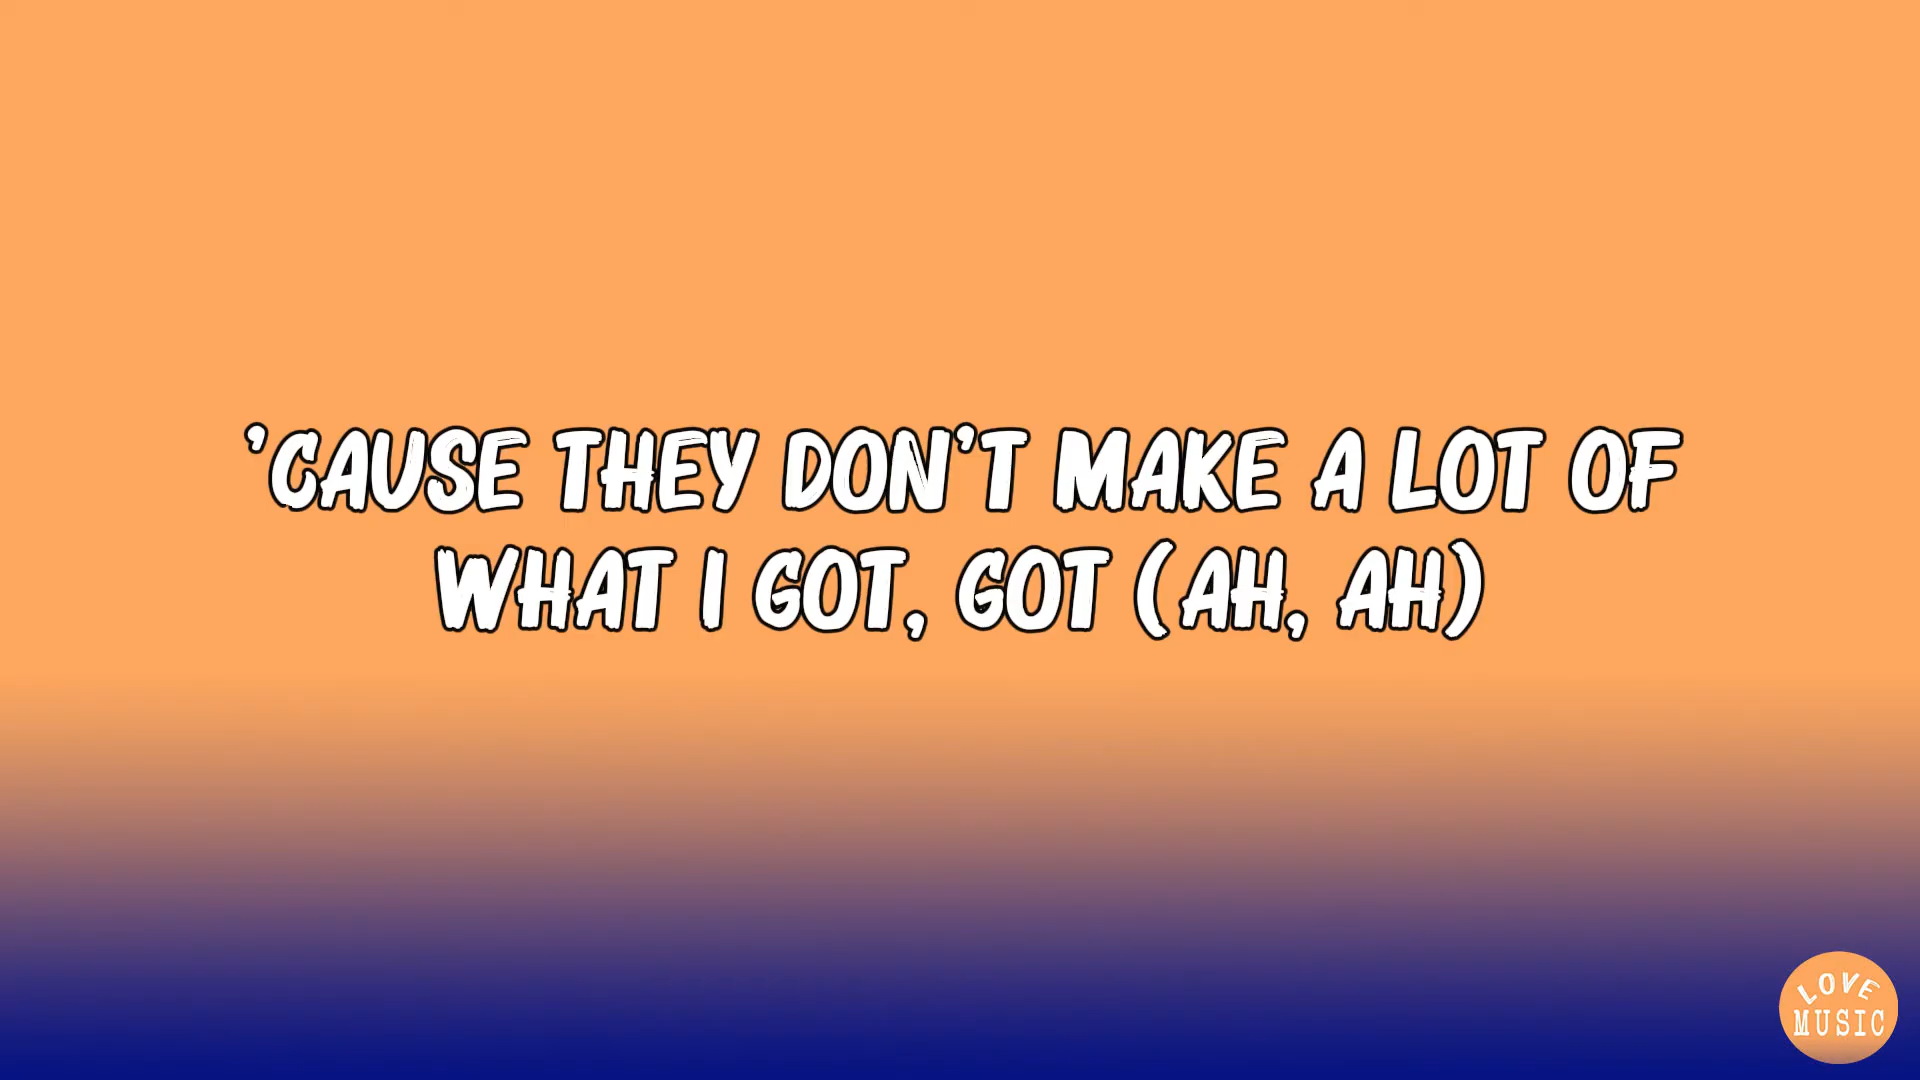 ’CAUSE THEY DON’T MAKE A LOT OF
WHAT I GOT, GOT (AH, AH)
LOVE
MUSIC